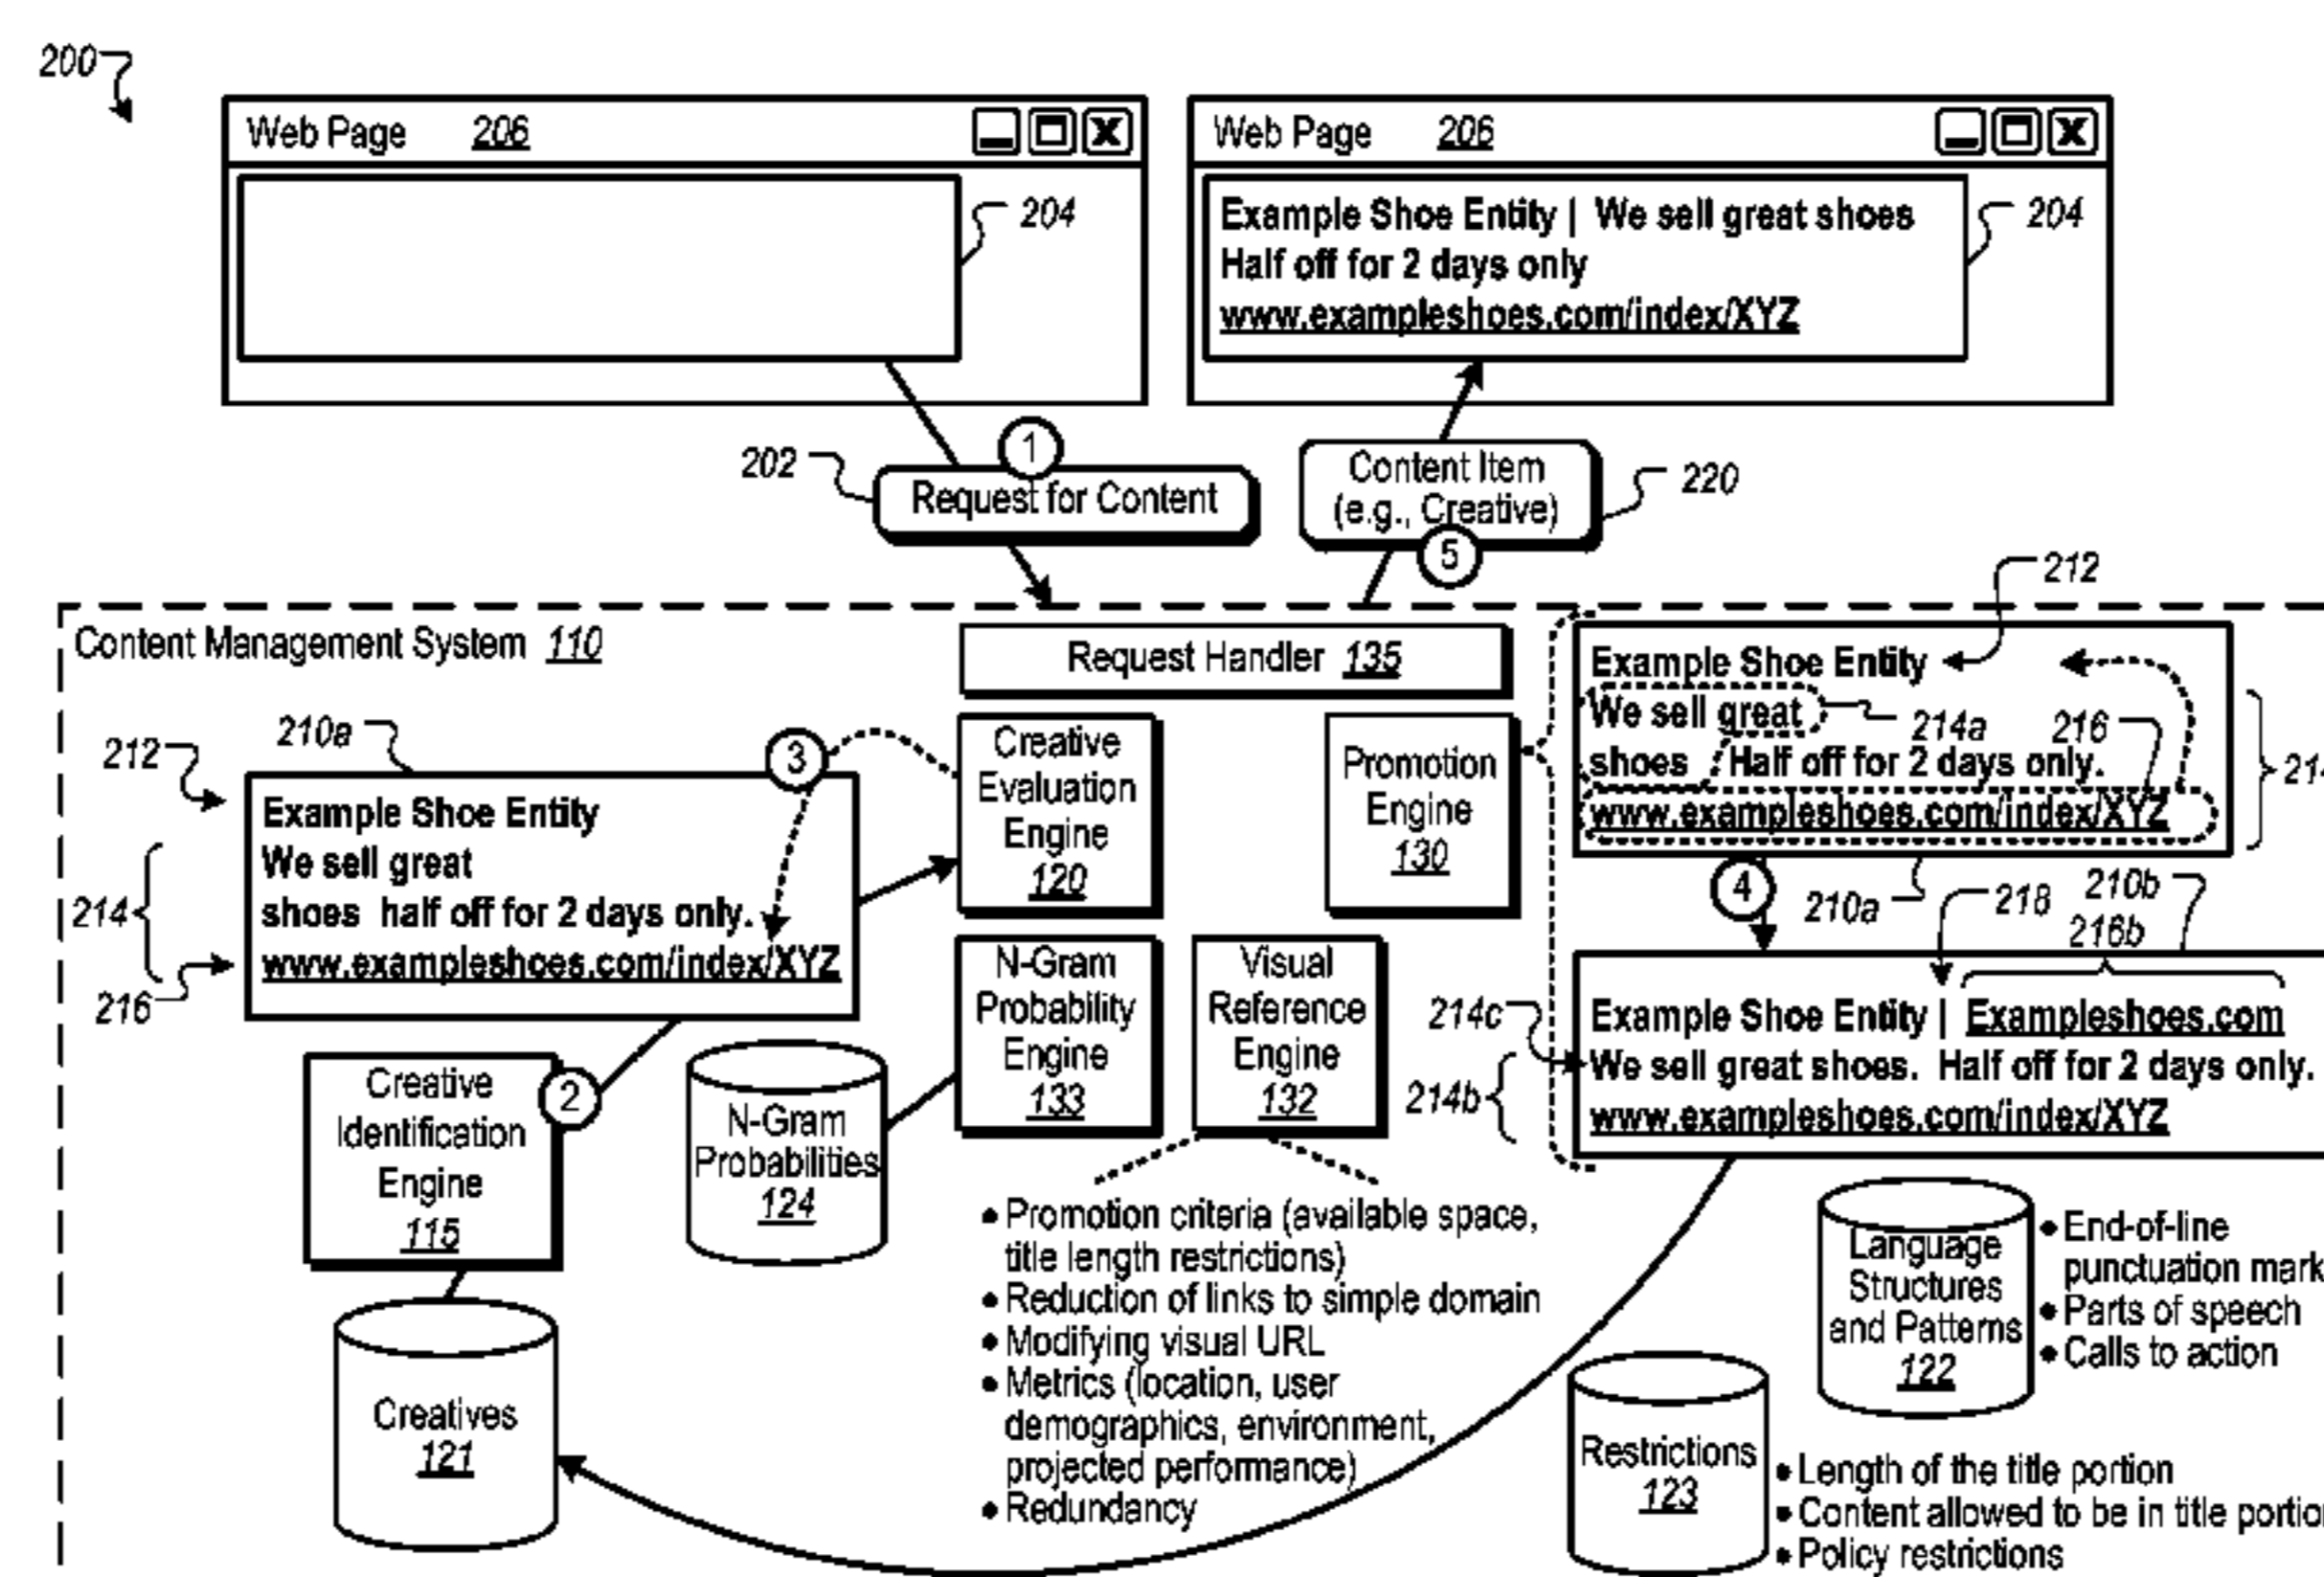 200
Web Page 206
204
Web Page 206
Example Shoe Entity | We sell great shoes
Half off for 2 days only
www.exampleshoes.com/index/XYZ
204
1
202
Request for Content
Content Item
(e.g., Creative)
220
5
Content Management System 110
Request Handler 135
212
210a
214
216
3
Example Shoe Entity
We sell great
shoes half off for 2 days only.
www.exampleshoes.com/index/XYZ
Creative
Evaluation
Engine
120
Promotion
Engine
130
212
Example Shoe Entity
We sell great
214a
216
shoes Half off for 2 days only.
www.exampleshoes.com/index/XYZ
4
210a
218
210b
216b
214c
214b
Example Shoe Entity | Exampleshoes.com
We sell great shoes. Half off for 2 days only.
www.exampleshoes.com/index/XYZ
Creative
Identification
Engine
115
2
N-Gram
Probabilities
124
N-Gram
Probability
Engine
133
Visual
Reference
Engine
132
• Promotion criteria (available space,
title length restrictions)
• Reduction of links to simple domain
• Modifying visual URL
• Metrics (location, user
demographics, environment,
projected performance)
• Redundancy
Creatives
121
Language
Structures
and Patterns
122
• End-of-line
punctuation
• Parts of speech
• Calls to action
Restrictions
123
• Length of the title portion
• Content allowed to be in title
• Policy restrictions